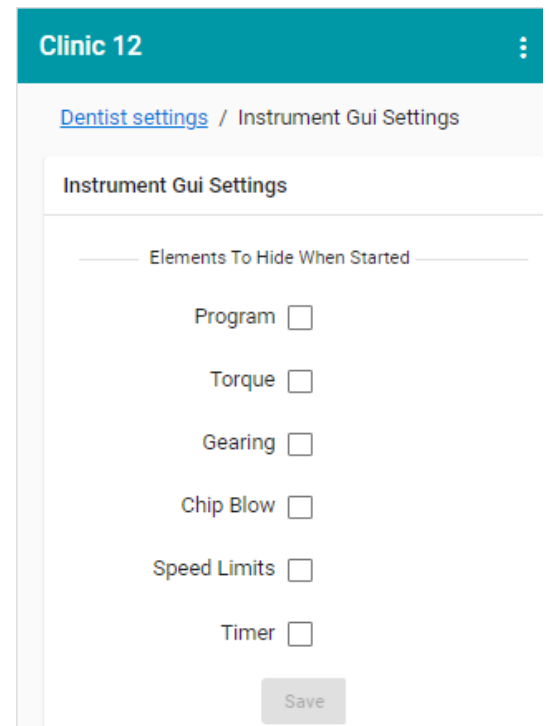 Clinic 12
Dentist settings / Instrument Gui Settings
Instrument Gui Settings
Elements To Hide When Started
Program
Torque
Gearing
Chip Blow
Speed Limits
Timer
Save